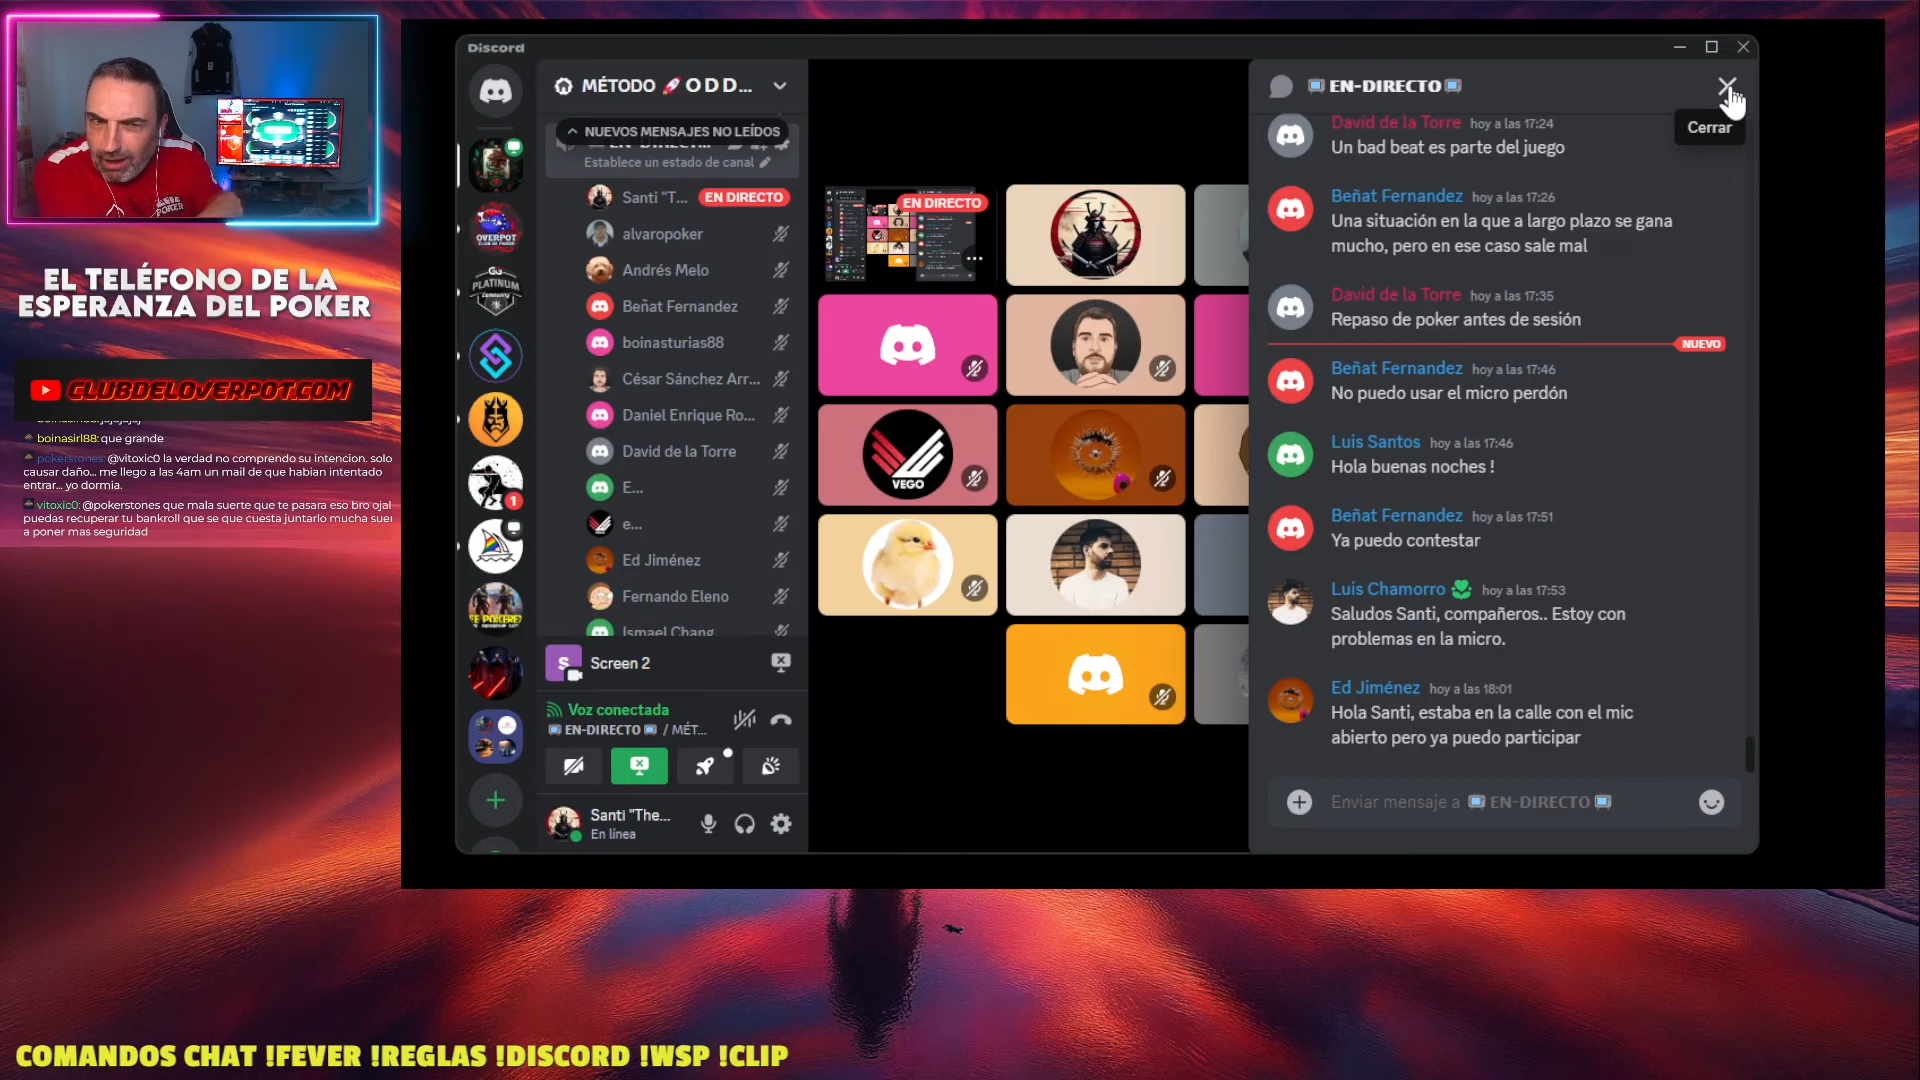 EL TELÉFONO DE LA
ESPERANZA DEL POKER
CLUBDELOVERPOT.COM
boinasirl88: que grande
pokerstones: @vitoxic0 la verdad no comprendo su intencion. solo
causar daño... me llego a las 4am un mail de que habian intentado
entrar... yo dormia.
vitoxic0: @pokerstones que mala suerte que te pasara eso bro ojal
puedas recuperar tu bankroll que se que cuesta juntarlo mucha suer
a poner mas seguridad
Discord
MÉTODO 🚀 O D D...
NUEVOS MENSAJES NO LEÍDOS
Establece un estado de canal
Santi "T... EN DIRECTO
alvaropoker
Andrés Melo
Beñat Fernandez
boinasturias88
César Sánchez Arr...
Daniel Enrique Ro...
David de la Torre
E...
e...
Ed Jiménez
Fernando Eleno
Ismael Chang
OVERPOT
PLATINUM
1
S Screen 2
Voz conectada
EN-DIRECTO / MÉT...
Santi "The...
En línea
EN DIRECTO
VEGO
EN-DIRECTO
Cerrar
David de la Torre hoy a las 17:24
Un bad beat es parte del juego
Beñat Fernandez hoy a las 17:26
Una situación en la que a largo plazo se gana
mucho, pero en ese caso sale mal
David de la Torre hoy a las 17:35
Repaso de poker antes de sesión
NUEVO
Beñat Fernandez hoy a las 17:46
No puedo usar el micro perdón
Luis Santos hoy a las 17:46
Hola buenas noches !
Beñat Fernandez hoy a las 17:51
Ya puedo contestar
Luis Chamorro hoy a las 17:53
Saludos Santi, compañeros.. Estoy con
problemas en la micro.
Ed Jiménez hoy a las 18:01
Hola Santi, estaba en la calle con el mic
abierto pero ya puedo participar
Enviar mensaje a EN-DIRECTO
COMANDOS CHAT !FEVER !REGLAS !DISCORD !WSP !CLIP